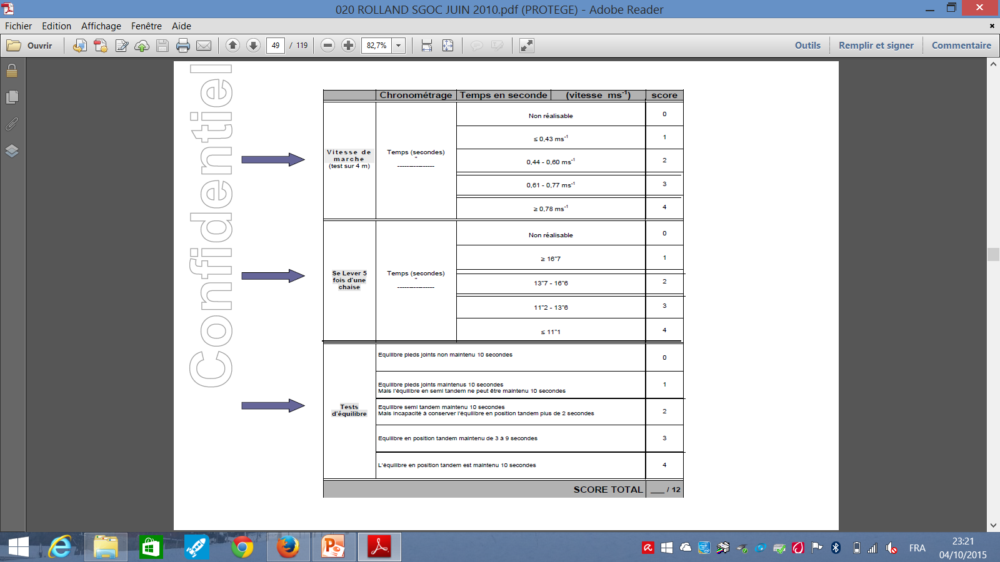 020 ROLLAND SGOC JUIN 2010.pdf (PROTEGE) - Adobe Reader
Fichier Edition Affichage Fenêtre Aide
Ouvrir 49 / 119 82,7% Outils Remplir et signer Commentaire
Confidentiel
Chronométrage Temps en seconde (vitesse ms-1) score
Vitesse de
marche
(test sur 4 m)
Temps (secondes)
"
----------------
Non réalisable 0
≤ 0,43 ms-1 1
0,44 - 0,60 ms-1 2
0,61 - 0,77 ms-1 3
≥ 0,78 ms-1 4
Se Lever 5
fois d'une
chaise
Temps (secondes)
"
----------------
Non réalisable 0
≥ 16"7 1
13"7 - 16"6 2
11"2 - 13"6 3
≤ 11"1 4
Tests
d'équilibre
Equilibre pieds joints non maintenu 10 secondes 0
Equilibre pieds joints maintenus 10 secondes
Mais l'équilibre en semi tandem ne peut être maintenu 10 secondes 1
Equilibre semi tandem maintenu 10 secondes
Mais incapacité à conserver l'équilibre en position tandem plus de 2 secondes 2
Equilibre en position tandem maintenu de 3 à 9 secondes 3
L'équilibre en position tandem est maintenu 10 secondes 4
SCORE TOTAL ___ / 12
FRA
23:21
04/10/2015